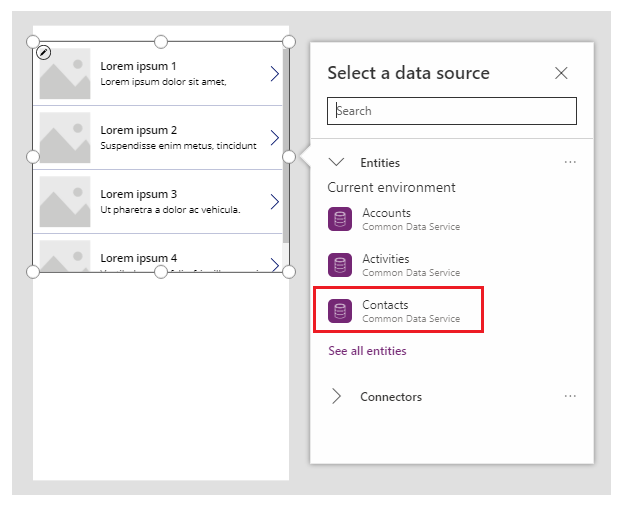 Lorem ipsum 1
Lorem ipsum dolor sit amet,
Lorem ipsum 2
Suspendisse enim metus, tincidunt
Lorem ipsum 3
Ut pharetra a dolor ac vehicula.
Lorem ipsum 4
Select a data source
Search
Entities
Current environment
Accounts
Common Data Service
Activities
Common Data Service
Contacts
Common Data Service
See all entities
Connectors